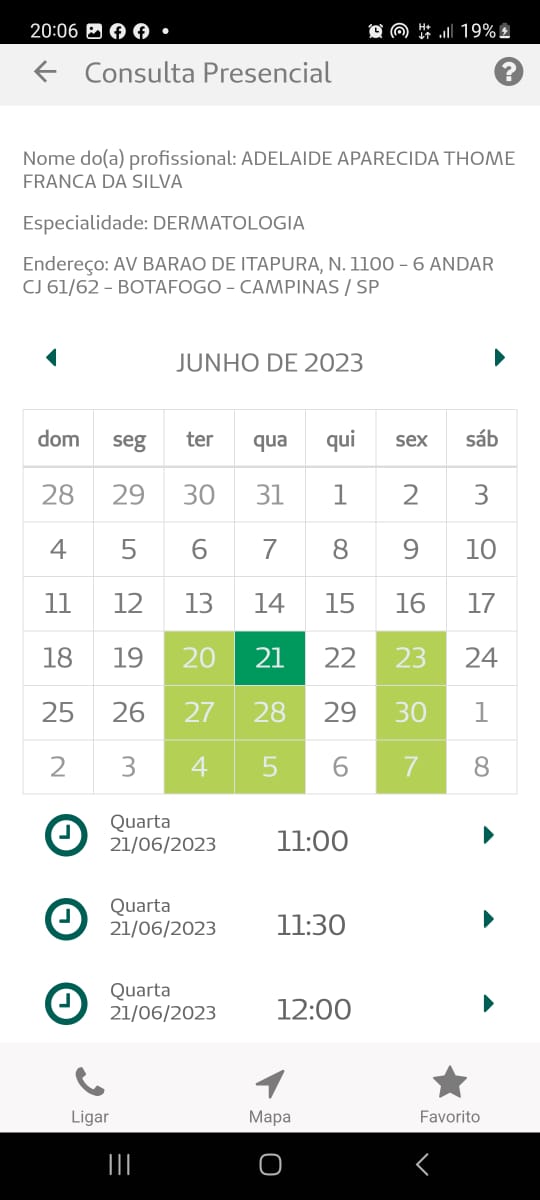 20:06 19%
Consulta Presencial ?
Nome do(a) profissional: ADELAIDE APARECIDA THOME
FRANCA DA SILVA
Especialidade: DERMATOLOGIA
Endereço: AV BARAO DE ITAPURA, N. 1100 - 6 ANDAR
CJ 61/62 - BOTAFOGO - CAMPINAS / SP
JUNHO DE 2023
dom seg ter qua qui sex sáb
28 29 30 31 1 2 3
4 5 6 7 8 9 10
11 12 13 14 15 16 17
18 19 20 21 22 23 24
25 26 27 28 29 30 1
2 3 4 5 6 7 8
Quarta
21/06/2023 11:00
Quarta
21/06/2023 11:30
Quarta
21/06/2023 12:00
Ligar Mapa Favorito